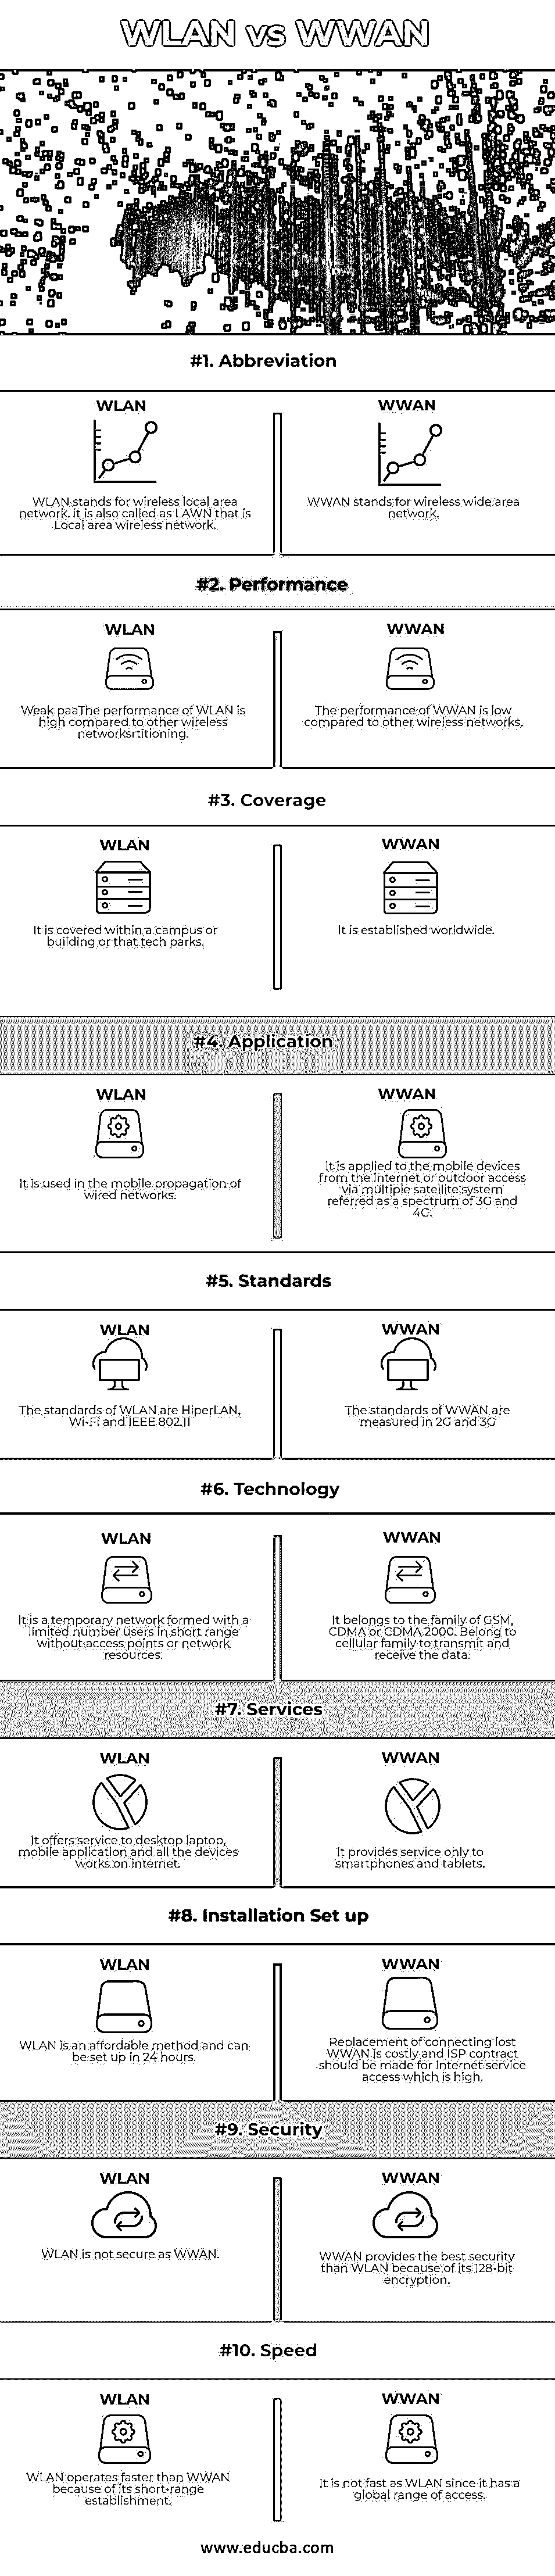 WLAN vs WWAN
#1. Abbreviation
WLAN
WLAN stands for wireless local area
network. It is also called as LAWN that is
Local area wireless network.
WWAN
WWAN stands for wireless wide area
network.
#2. Performance
WLAN
Weak paaThe performance of WLAN is
high compared to other wireless
networksrtitioning.
WWAN
The performance of WWAN is low
compared to other wireless networks.
#3. Coverage
WLAN
It is covered within a campus or
building or that tech parks.
WWAN
It is established worldwide.
#4. Application
WLAN
It is used in the mobile propagation of
wired networks.
WWAN
It is applied to the mobile devices
from the internet or outdoor access
via multiple satellite system
referred as a spectrum of 3G and
4G.
#5. Standards
WLAN
The standards of WLAN are HiperLAN,
Wi-Fi and IEEE 802.11
WWAN
The standards of WWAN are
measured in 2G and 3G
#6. Technology
WLAN
It is a temporary network formed with a
limited number users in short range
without access points or network
resources.
WWAN
It belongs to the family of GSM,
CDMA or CDMA 2000. Belong to
cellular family to transmit and
receive the data.
#7. Services
WLAN
It offers service to desktop laptop,
mobile application and all the devices
works on internet.
WWAN
It provides service only to
smartphones and tablets.
#8. Installation Set up
WLAN
WLAN is an affordable method and can
be set up in 24 hours.
WWAN
Replacement of connecting lost
WWAN is costly and ISP contract
should be made for Internet service
access which is high.
#9. Security
WLAN
WLAN is not secure as WWAN.
WWAN
WWAN provides the best security
than WLAN because of its 128-bit
encryption.
#10. Speed
WLAN
WLAN operates faster than WWAN
because of its short-range
establishment.
WWAN
It is not fast as WLAN since it has a
global range of access.
www.educba.com